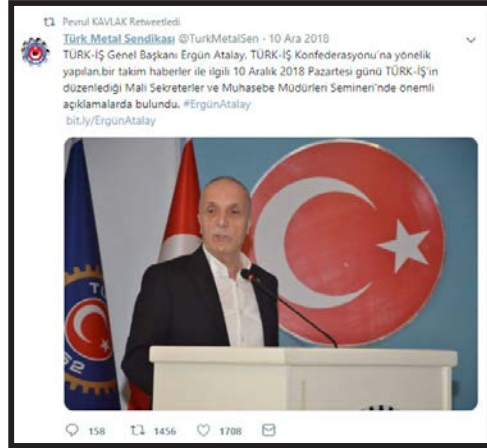 Pevrul KAVLAK Retweetledi
Türk Metal Sendikası @TurkMetalSen · 10 Ara 2018
TÜRK-İŞ Genel Başkanı Ergün Atalay, TÜRK-İŞ Konfederasyonu'na yönelik
yapılan.bir takım haberler ile ilgili 10 Aralık 2018 Pazartesi günü TÜRK-İŞ'in
düzenlediği Mali Sekreterler ve Muhasebe Müdürleri Semineri'nde önemli
açıklamalarda bulundu. #ErgünAtalay
bit.ly/ErgünAtalay
158 1456 1708